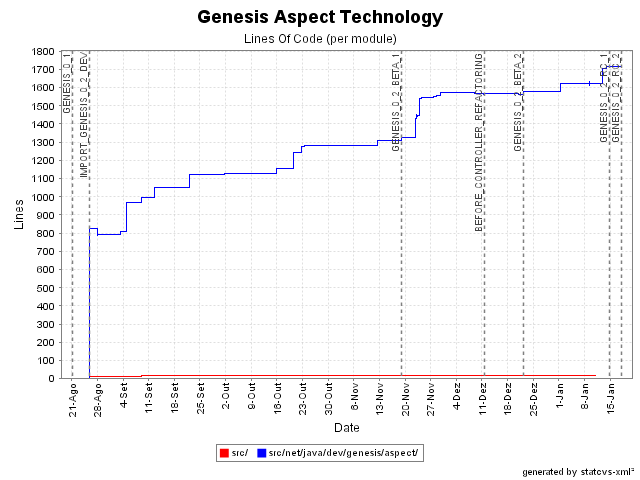 Genesis Aspect Technology
Lines Of Code (per module)
Lines
1800
1700
1600
1500
1400
1300
1200
1100
1000
900
800
700
600
500
400
300
200
100
0
GENESIS_0_1
IMPORT_GENESIS_0_2_DEV
GENESIS_0_2_BETA_1
BEFORE_CONTROLLER_REFACTORING
GENESIS_0_2_BETA_2
GENESIS_0_2_RC_1
GENESIS_0_2_RC_2
21-Ago
28-Ago
4-Set
11-Set
18-Set
25-Set
2-Out
9-Out
16-Out
23-Out
30-Out
6-Nov
13-Nov
20-Nov
27-Nov
4-Dez
11-Dez
18-Dez
25-Dez
1-Jan
8-Jan
15-Jan
Date
src/ src/net/java/dev/genesis/aspect/
generated by statcvs-xml²